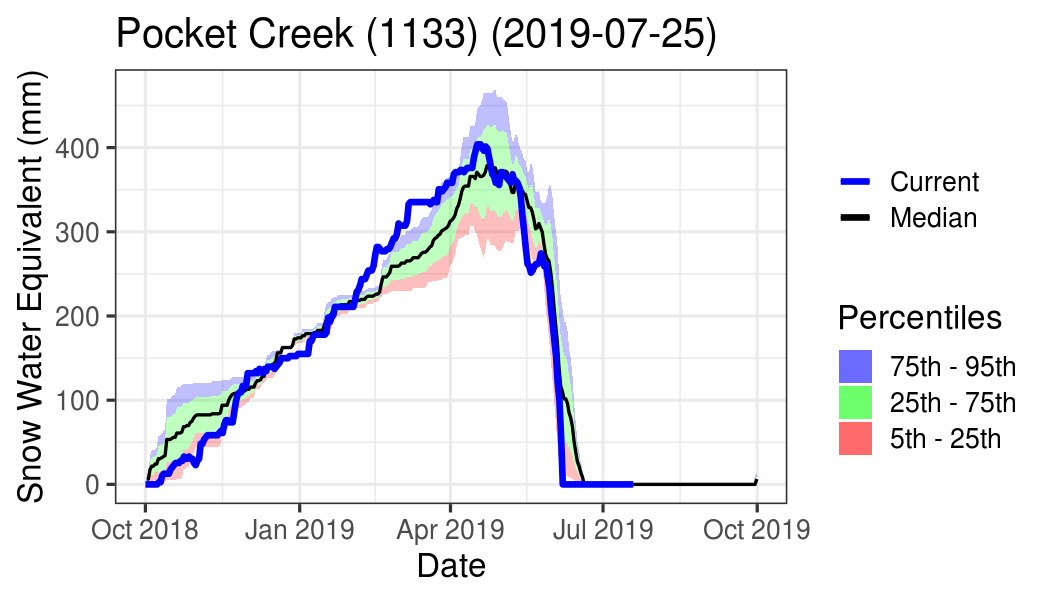 Pocket Creek (1133) (2019-07-25)
Snow Water Equivalent (mm)
400
300
200
100
0
Oct 2018
Jan 2019
Apr 2019
Jul 2019
Oct 2019
Date
Current
Median
Percentiles
75th - 95th
25th - 75th
5th - 25th